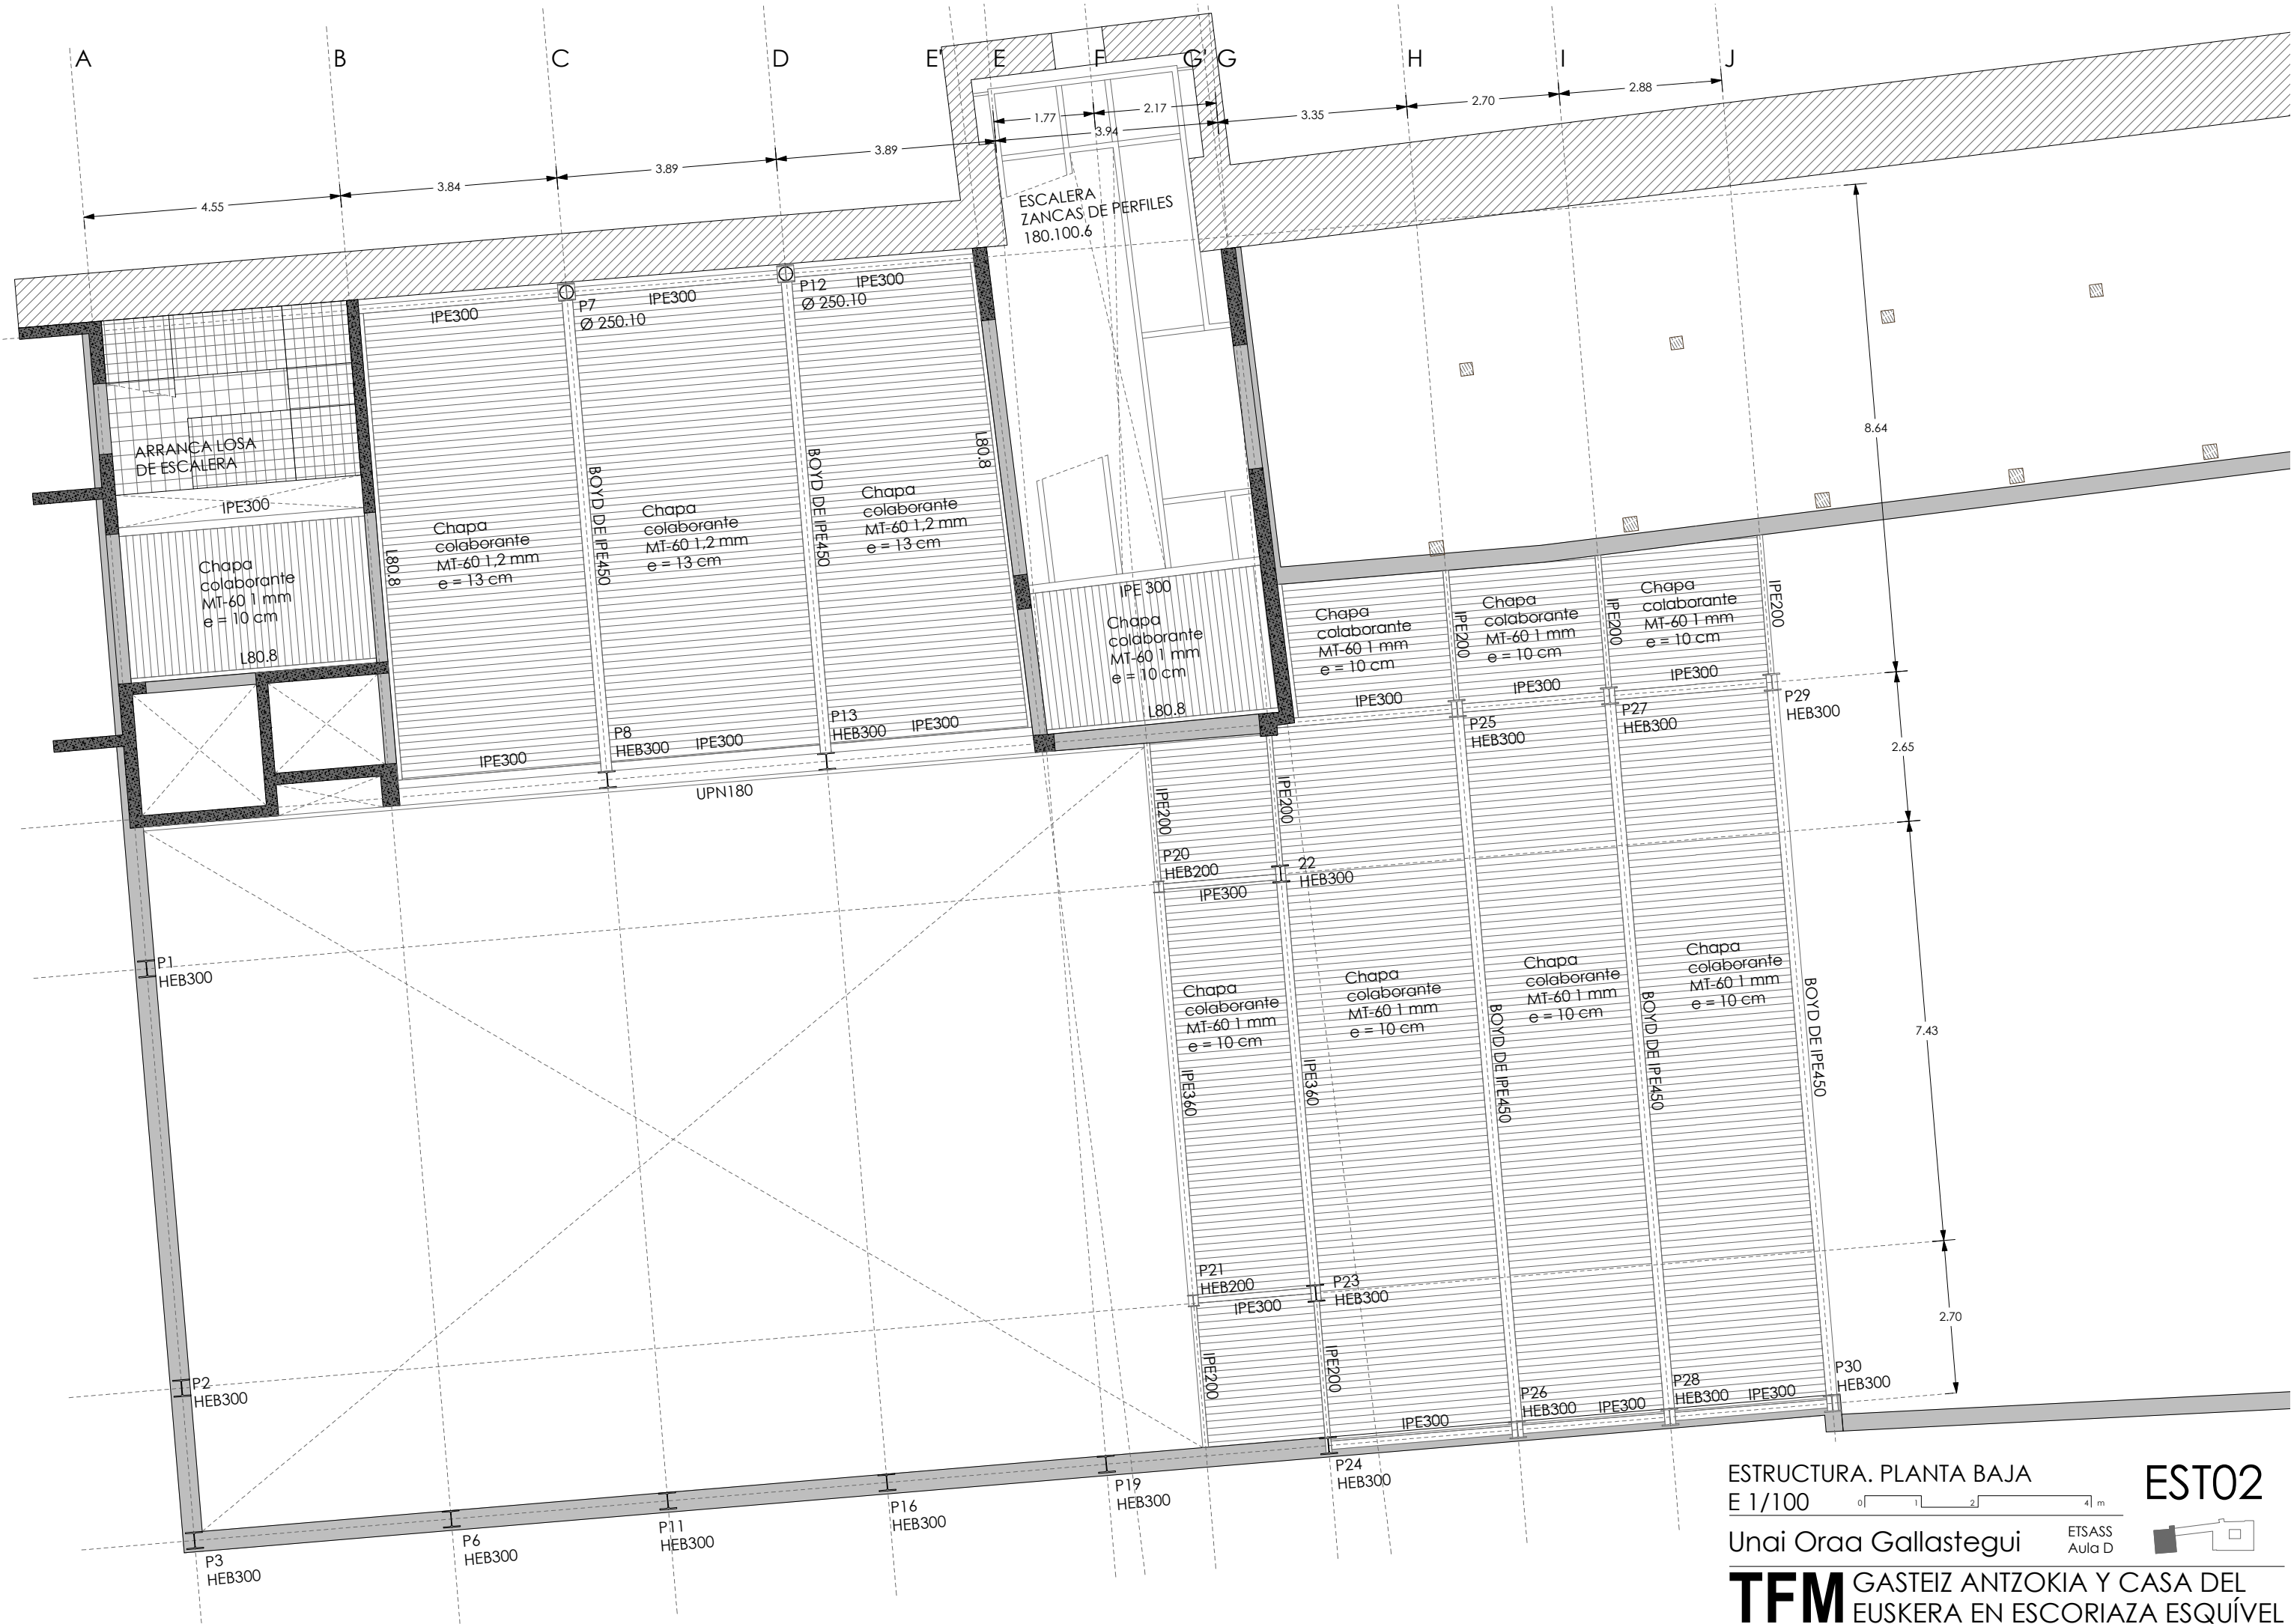 A
B
C
D
E'
E
F
G'
G
H
I
J
4.55
3.84
3.89
3.89
1.77
2.17
3.94
3.35
2.70
2.88
ESCALERA
ZANCAS DE PERFILES
180.100.6
IPE300
P7
Ø 250.10
IPE300
P12
Ø 250.10
IPE300
ARRANCA LOSA
DE ESCALERA
IPE300
Chapa
colaborante
MT-60 1 mm
e = 10 cm
L80.8
L80.8
Chapa
colaborante
MT-60 1,2 mm
e = 13 cm
BOYD DE IPE450
Chapa
colaborante
MT-60 1,2 mm
e = 13 cm
BOYD DE IPE450
Chapa
colaborante
MT-60 1,2 mm
e = 13 cm
L80.8
IPE 300
Chapa
colaborante
MT-60 1 mm
e = 10 cm
L80.8
Chapa
colaborante
MT-60 1 mm
e = 10 cm
IPE200
Chapa
colaborante
MT-60 1 mm
e = 10 cm
IPE200
Chapa
colaborante
MT-60 1 mm
e = 10 cm
IPE200
8.64
2.65
7.43
2.70
IPE300
P8
HEB300
IPE300
P13
HEB300
IPE300
UPN180
IPE300
P25
HEB300
IPE300
P27
HEB300
IPE300
P29
HEB300
IPE200
IPE200
P20
HEB200
IPE300
22
HEB300
P1
HEB300
Chapa
colaborante
MT-60 1 mm
e = 10 cm
IPE360
Chapa
colaborante
MT-60 1 mm
e = 10 cm
IPE360
Chapa
colaborante
MT-60 1 mm
e = 10 cm
BOYD DE IPE450
Chapa
colaborante
MT-60 1 mm
e = 10 cm
BOYD DE IPE450
BOYD DE IPE450
P21
HEB200
IPE300
P23
HEB300
IPE200
IPE200
P2
HEB300
IPE300
P26
HEB300
IPE300
P28
HEB300
IPE300
P30
HEB300
P3
HEB300
P6
HEB300
P11
HEB300
P16
HEB300
P19
HEB300
P24
HEB300
ESTRUCTURA. PLANTA BAJA
E 1/100
0 1 2 4 m
EST02
Unai Oraa Gallastegui
ETSASS
Aula D
TFM
GASTEIZ ANTZOKIA Y CASA DEL
EUSKERA EN ESCORIAZA ESQUÍVEL